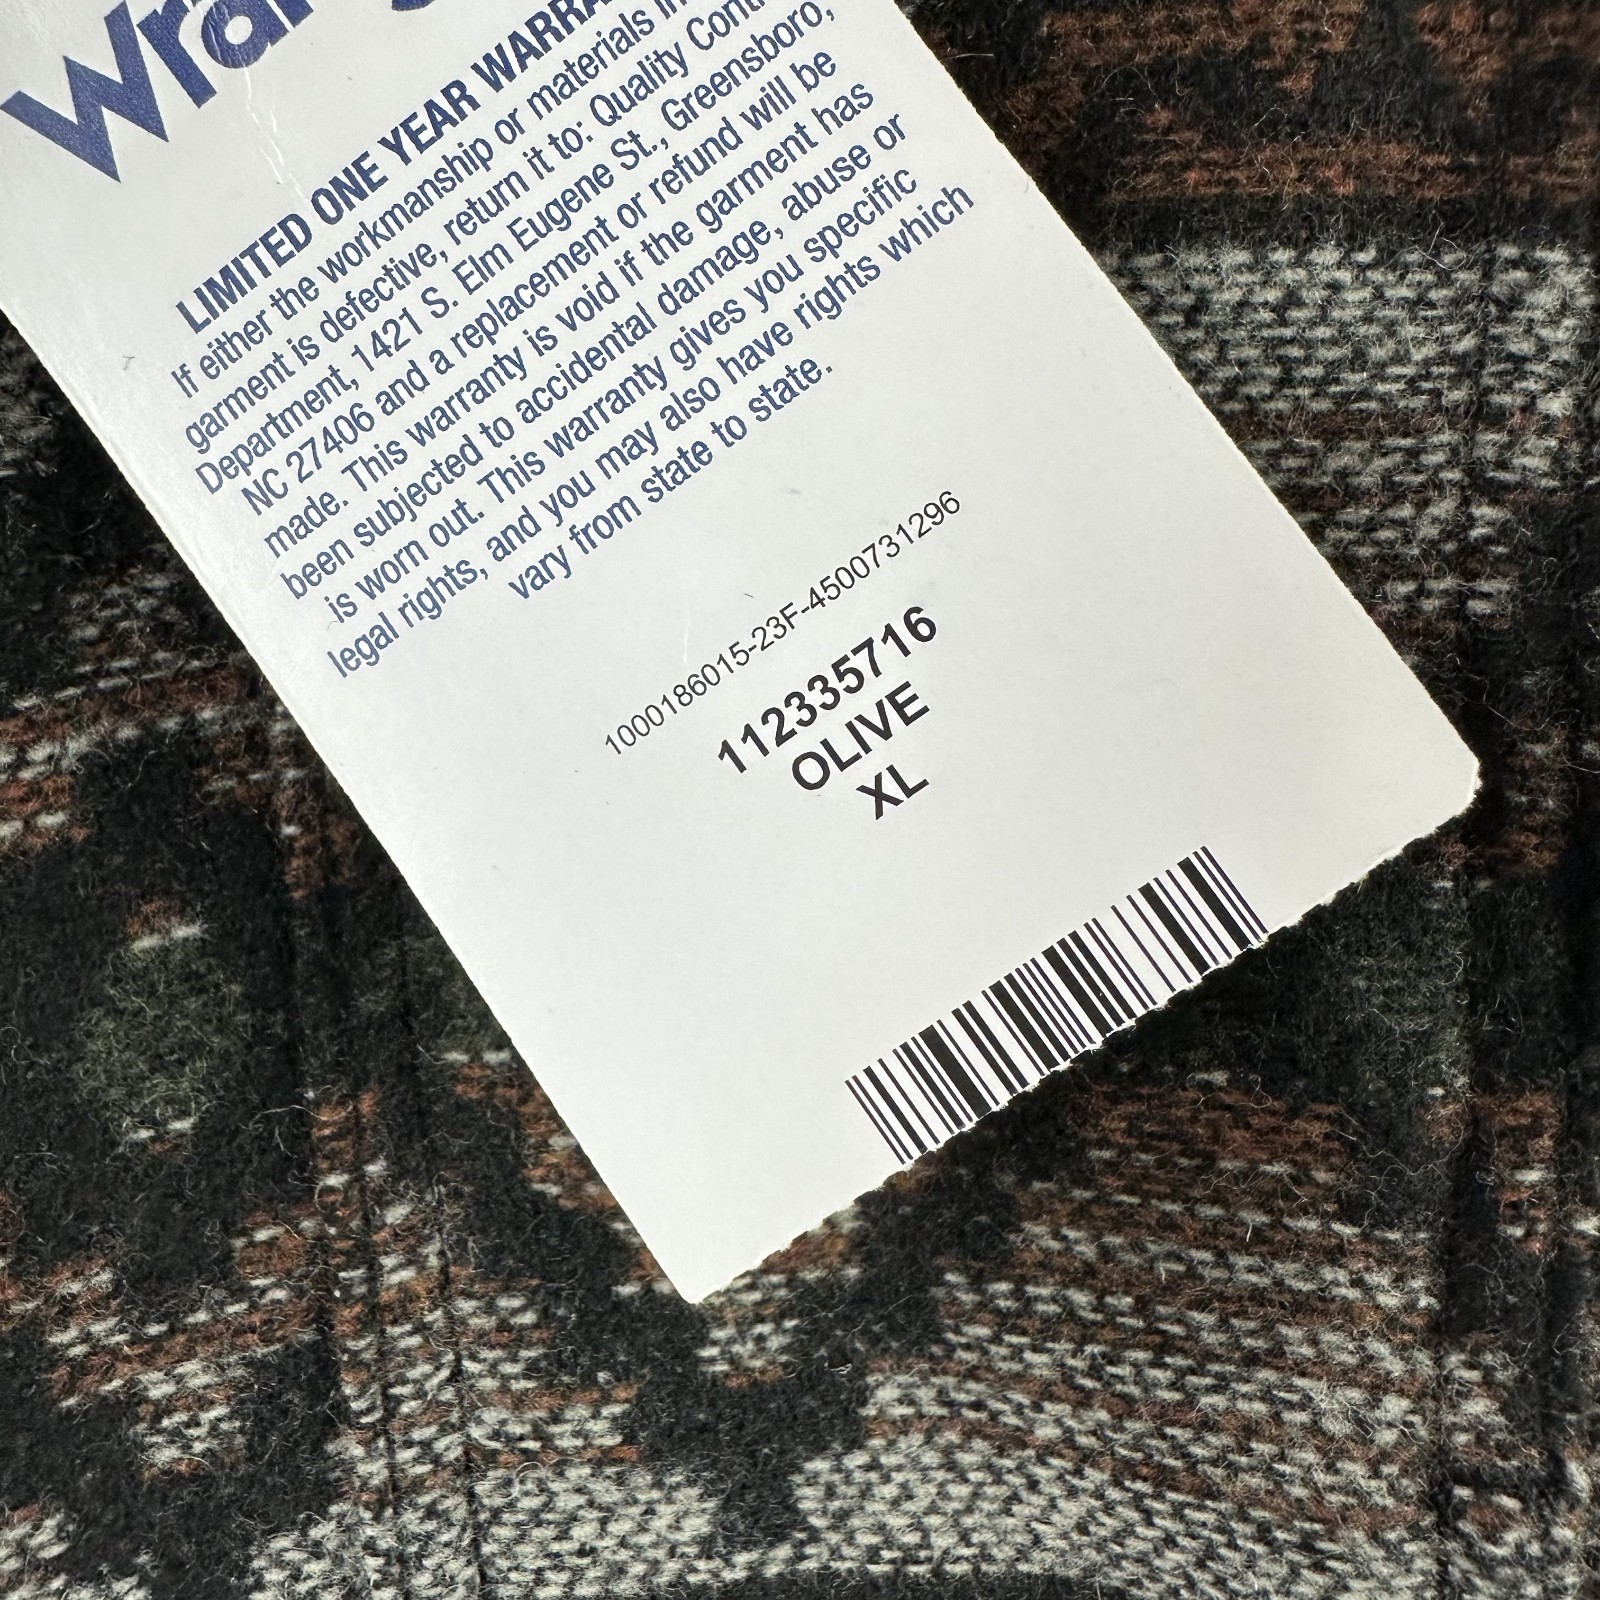 LIMITED ONE YEAR
If either the workmanship or materials in
garment is defective, return it to: Quality
Department, 1421 S. Elm Eugene St., Greensboro,
NC 27406 and a replacement or refund will be
made. This warranty is void if the garment has
been subjected to accidental damage, abuse or
is worn out. This warranty gives you specific
legal rights, and you may also have rights which
vary from state to state.
1000186015-23F-4500731296
112335716
OLIVE
XL